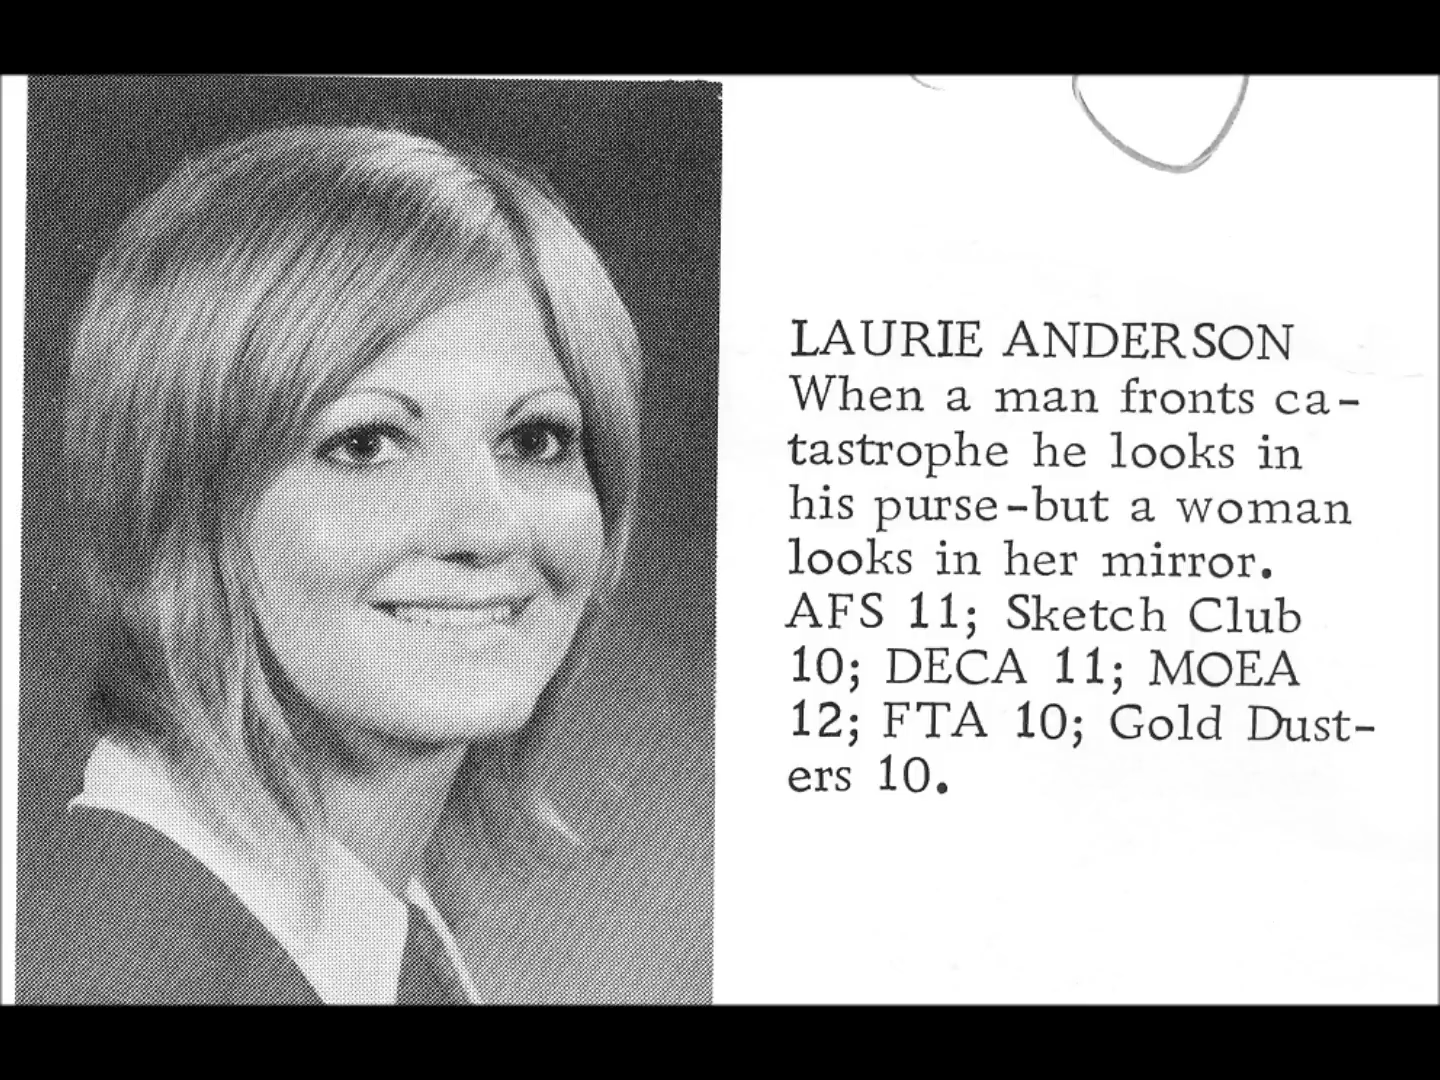 LAURIE ANDERSON
When a man fronts ca-
tastrophe he looks in
his purse-but a woman
looks in her mirror.
AFS 11; Sketch Club
10; DECA 11; MOEA
12; FTA 10; Gold Dust-
ers 10.